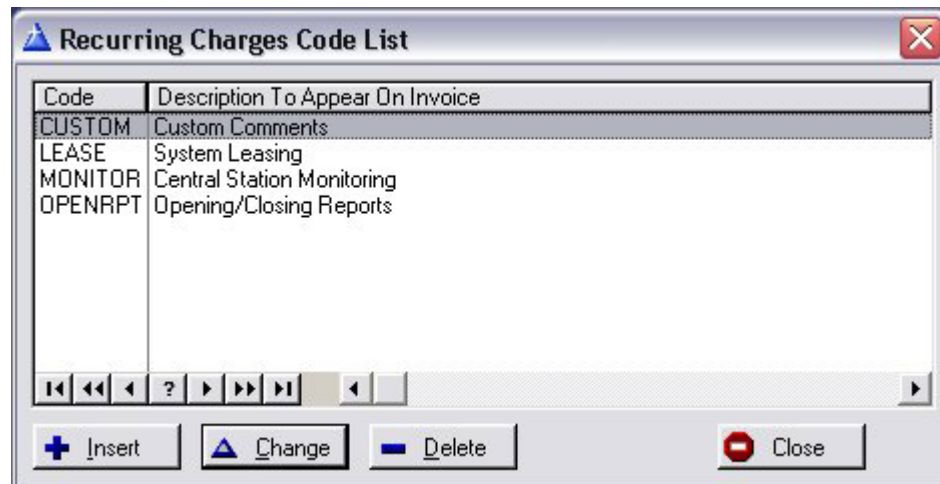 Recurring Charges Code List
Code Description To Appear On Invoice
CUSTOM Custom Comments
LEASE System Leasing
MONITOR Central Station Monitoring
OPENRPT Opening/Closing Reports
?
Insert Change Delete Close